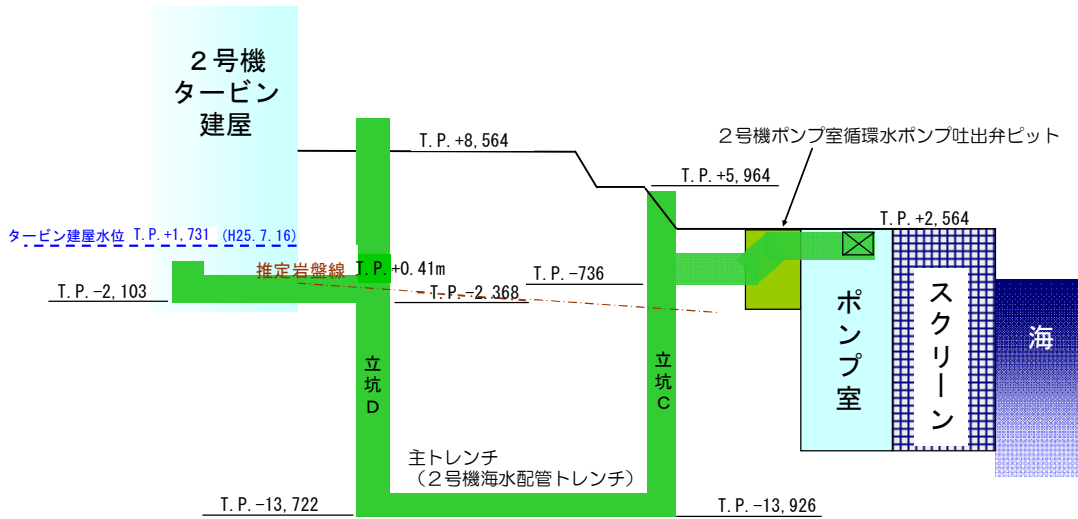 ２号機
タービン
建屋
T.P.+8,564
２号機ポンプ室循環水ポンプ吐出弁ピット
T.P.+5,964
T.P.+2,564
タービン建屋水位 T.P.+1,731 (H25.7.16)
推定岩盤線 T.P.+0.41m
T.P.-736
T.P.-2,103
T.P.-2,368
ポンプ室
スクリーン
海
立坑D
立坑C
主トレンチ
（２号機海水配管トレンチ）
T.P.-13,722
T.P.-13,926